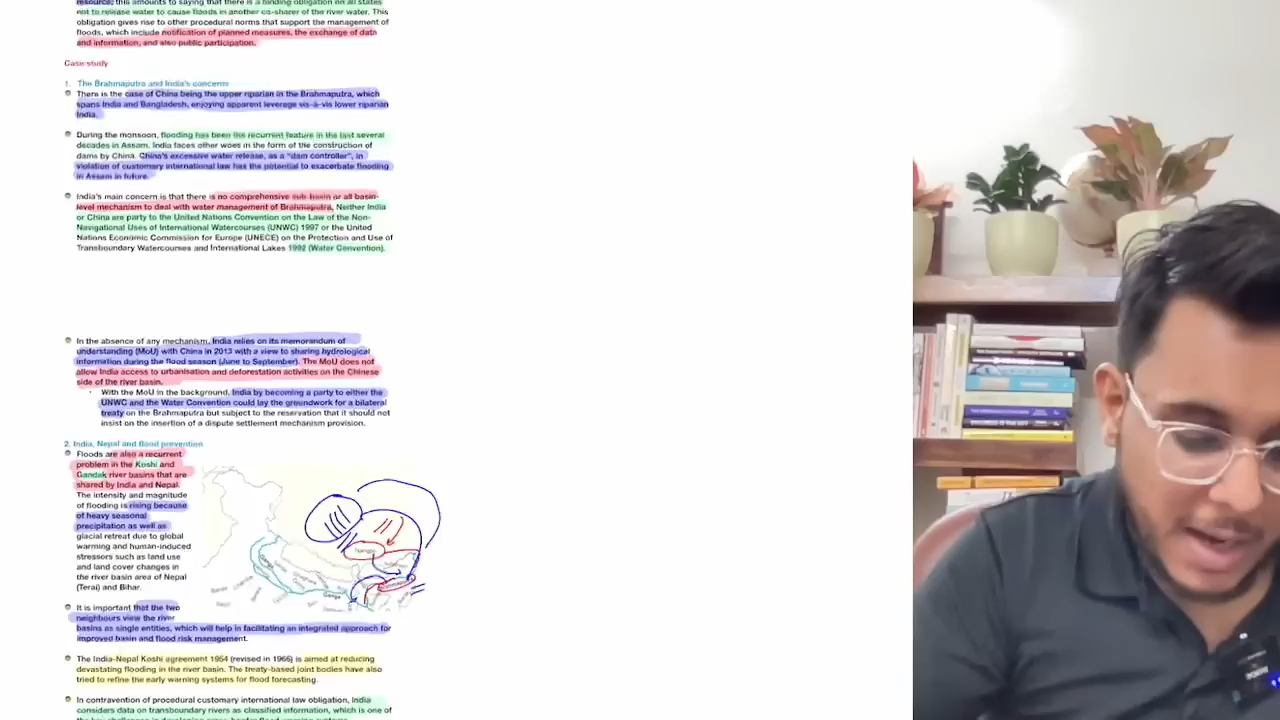 resource; this amounts to saying that there is a binding obligation on all states
not to release water to cause floods in another co-sharer of the river water. This
obligation gives rise to other procedural norms that support the management of
floods, which include notification of planned measures, the exchange of data
and information, and also public participation.
Case study
1. The Brahmaputra and India's concerns
There is the case of China being the upper riparian in the Brahmaputra, which
spans India and Bangladesh, enjoying apparent leverage vis-à-vis lower riparian
India.
During the monsoon, flooding has been the recurrent feature in the last several
decades in Assam. India faces other woes in the form of the construction of
dams by China. China's excessive water release, as a "dam controller", in
violation of customary international law has the potential to exacerbate flooding
in Assam in future.
India's main concern is that there is no comprehensive sub-basin or all basin-
level mechanism to deal with water management of Brahmaputra. Neither India
or China are party to the United Nations Convention on the Law of the Non-
Navigational Uses of International Watercourses (UNWC) 1997 or the United
Nations Economic Commission for Europe (UNECE) on the Protection and Use of
Transboundary Watercourses and International Lakes 1992 (Water Convention).
In the absence of any mechanism, India relies on its memorandum of
understanding (MoU) with China in 2013 with a view to sharing hydrological
information during the flood season (June to September). The MoU does not
allow India access to urbanisation and deforestation activities on the Chinese
side of the river basin.
With the MoU in the background, India by becoming a party to either the
UNWC and the Water Convention could lay the groundwork for a bilateral
treaty on the Brahmaputra but subject to the reservation that it should not
insist on the insertion of a dispute settlement mechanism provision.
2. India, Nepal and flood prevention
Floods are also a recurrent
problem in the Koshi and
Gandak river basins that are
shared by India and Nepal.
The intensity and magnitude
of flooding is rising because
of heavy seasonal
precipitation as well as
glacial retreat due to global
warming and human-induced
stressors such as land use
and land cover changes in
the river basin area of Nepal
(Terai) and Bihar.
Ganga
It is important that the two
neighbours view the river
basins as single entities, which will help in facilitating an integrated approach for
improved basin and flood risk management.
The India-Nepal Koshi agreement 1954 (revised in 1966) is aimed at reducing
devastating flooding in the river basin. The treaty-based joint bodies have also
tried to refine the early warning systems for flood forecasting.
In contravention of procedural customary international law obligation, India
considers data on transboundary rivers as classified information, which is one of